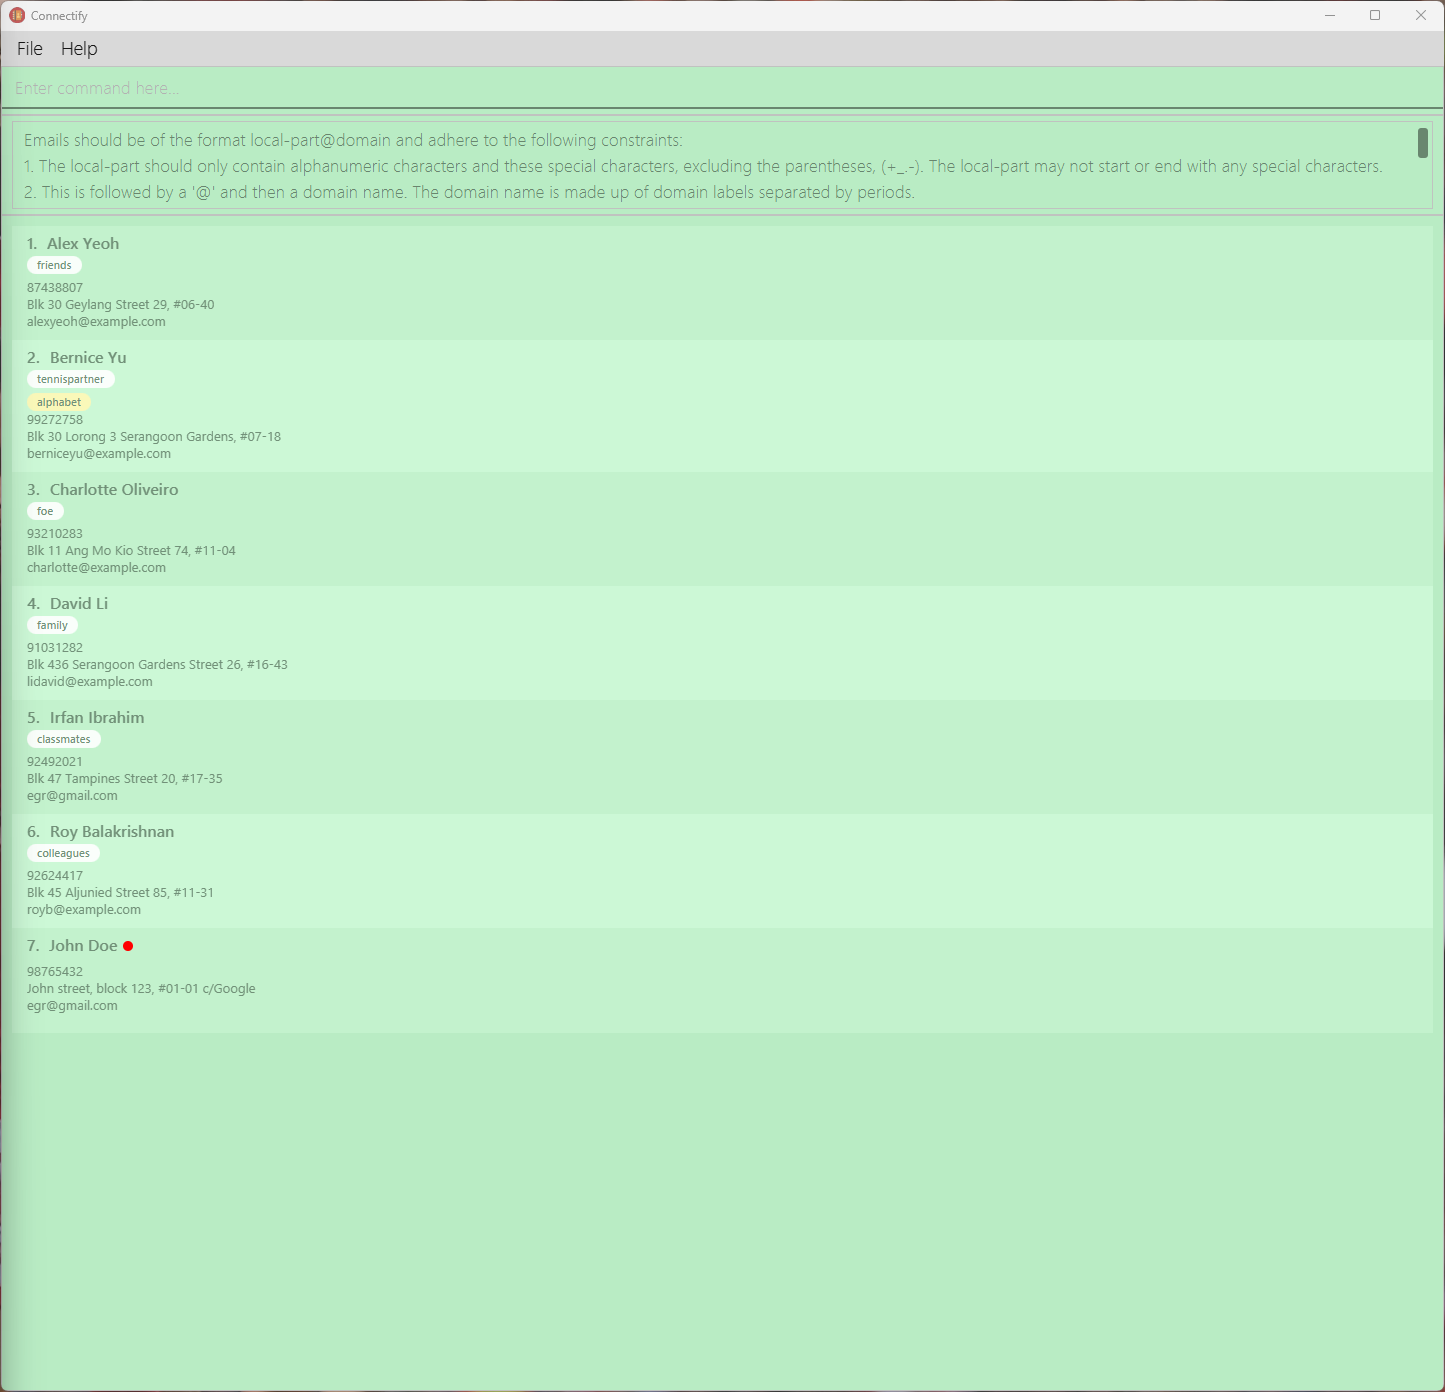 Connectify
File Help
Enter command here...
Emails should be of the format local-part@domain and adhere to the following constraints:
1. The local-part should only contain alphanumeric characters and these special characters, excluding the parentheses, (+_.-). The local-part may not start or end with any special characters.
2. This is followed by a '@' and then a domain name. The domain name is made up of domain labels separated by periods.
1. Alex Yeoh
friends
87438807
Blk 30 Geylang Street 29, #06-40
alexyeoh@example.com
2. Bernice Yu
tennispartner
alphabet
99272758
Blk 30 Lorong 3 Serangoon Gardens, #07-18
berniceyu@example.com
3. Charlotte Oliveiro
foe
93210283
Blk 11 Ang Mo Kio Street 74, #11-04
charlotte@example.com
4. David Li
family
91031282
Blk 436 Serangoon Gardens Street 26, #16-43
lidavid@example.com
5. Irfan Ibrahim
classmates
92492021
Blk 47 Tampines Street 20, #17-35
egr@gmail.com
6. Roy Balakrishnan
colleagues
92624417
Blk 45 Aljunied Street 85, #11-31
royb@example.com
7. John Doe
98765432
John street, block 123, #01-01 c/Google
egr@gmail.com